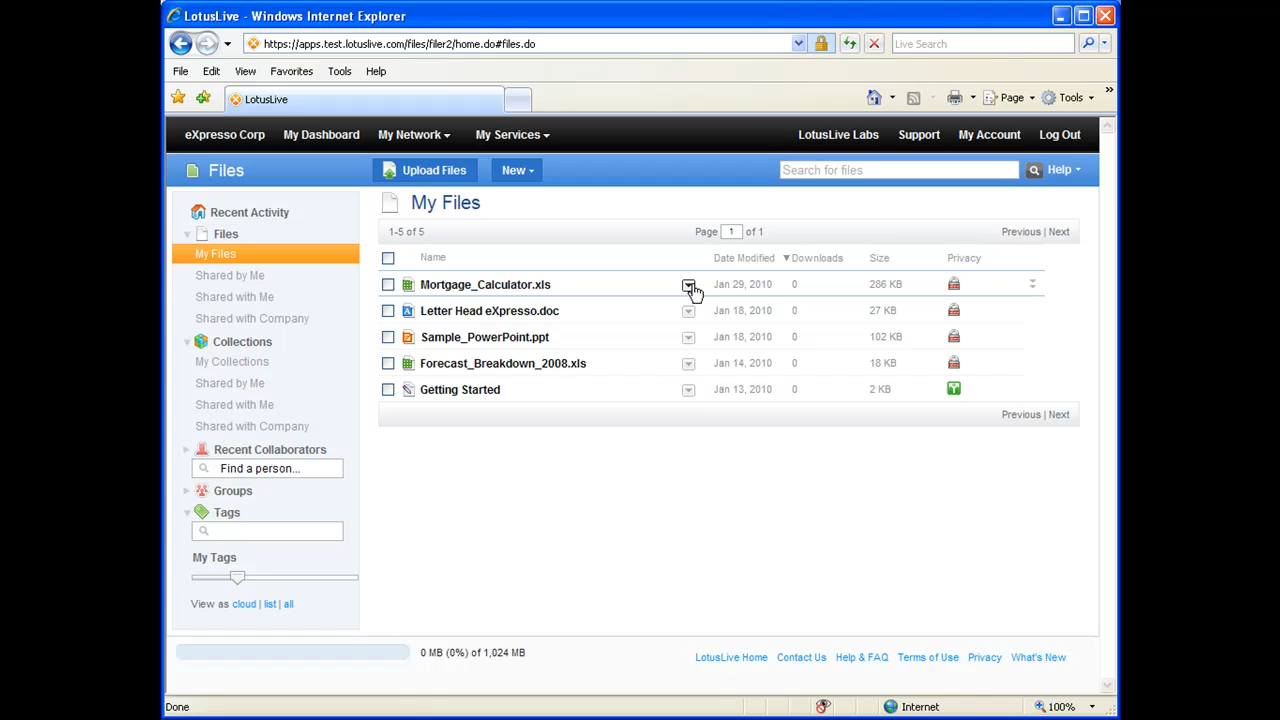 LotusLive - Windows Internet Explorer
https://apps.test.lotuslive.com/files/filer2/home.do#files.do
Live Search
File Edit View Favorites Tools Help
LotusLive
Page Tools »
eXpresso Corp My Dashboard My Network My Services LotusLive Labs Support My Account Log Out
Files Upload Files New Search for files Help
Recent Activity
Files
My Files
Shared by Me
Shared with Me
Shared with Company
Collections
My Collections
Shared by Me
Shared with Me
Shared with Company
Recent Collaborators
Find a person...
Groups
Tags
My Tags
View as cloud | list | all
My Files
1-5 of 5 Page 1 of 1 Previous | Next
Name Date Modified Downloads Size Privacy
Mortgage_Calculator.xls Jan 29, 2010 0 286 KB
Letter Head eXpresso.doc Jan 18, 2010 0 27 KB
Sample_PowerPoint.ppt Jan 18, 2010 0 102 KB
Forecast_Breakdown_2008.xls Jan 14, 2010 0 18 KB
Getting Started Jan 13, 2010 0 2 KB
Previous | Next
0 MB (0%) of 1,024 MB
LotusLive Home Contact Us Help & FAQ Terms of Use Privacy What's New
Done Internet 100%